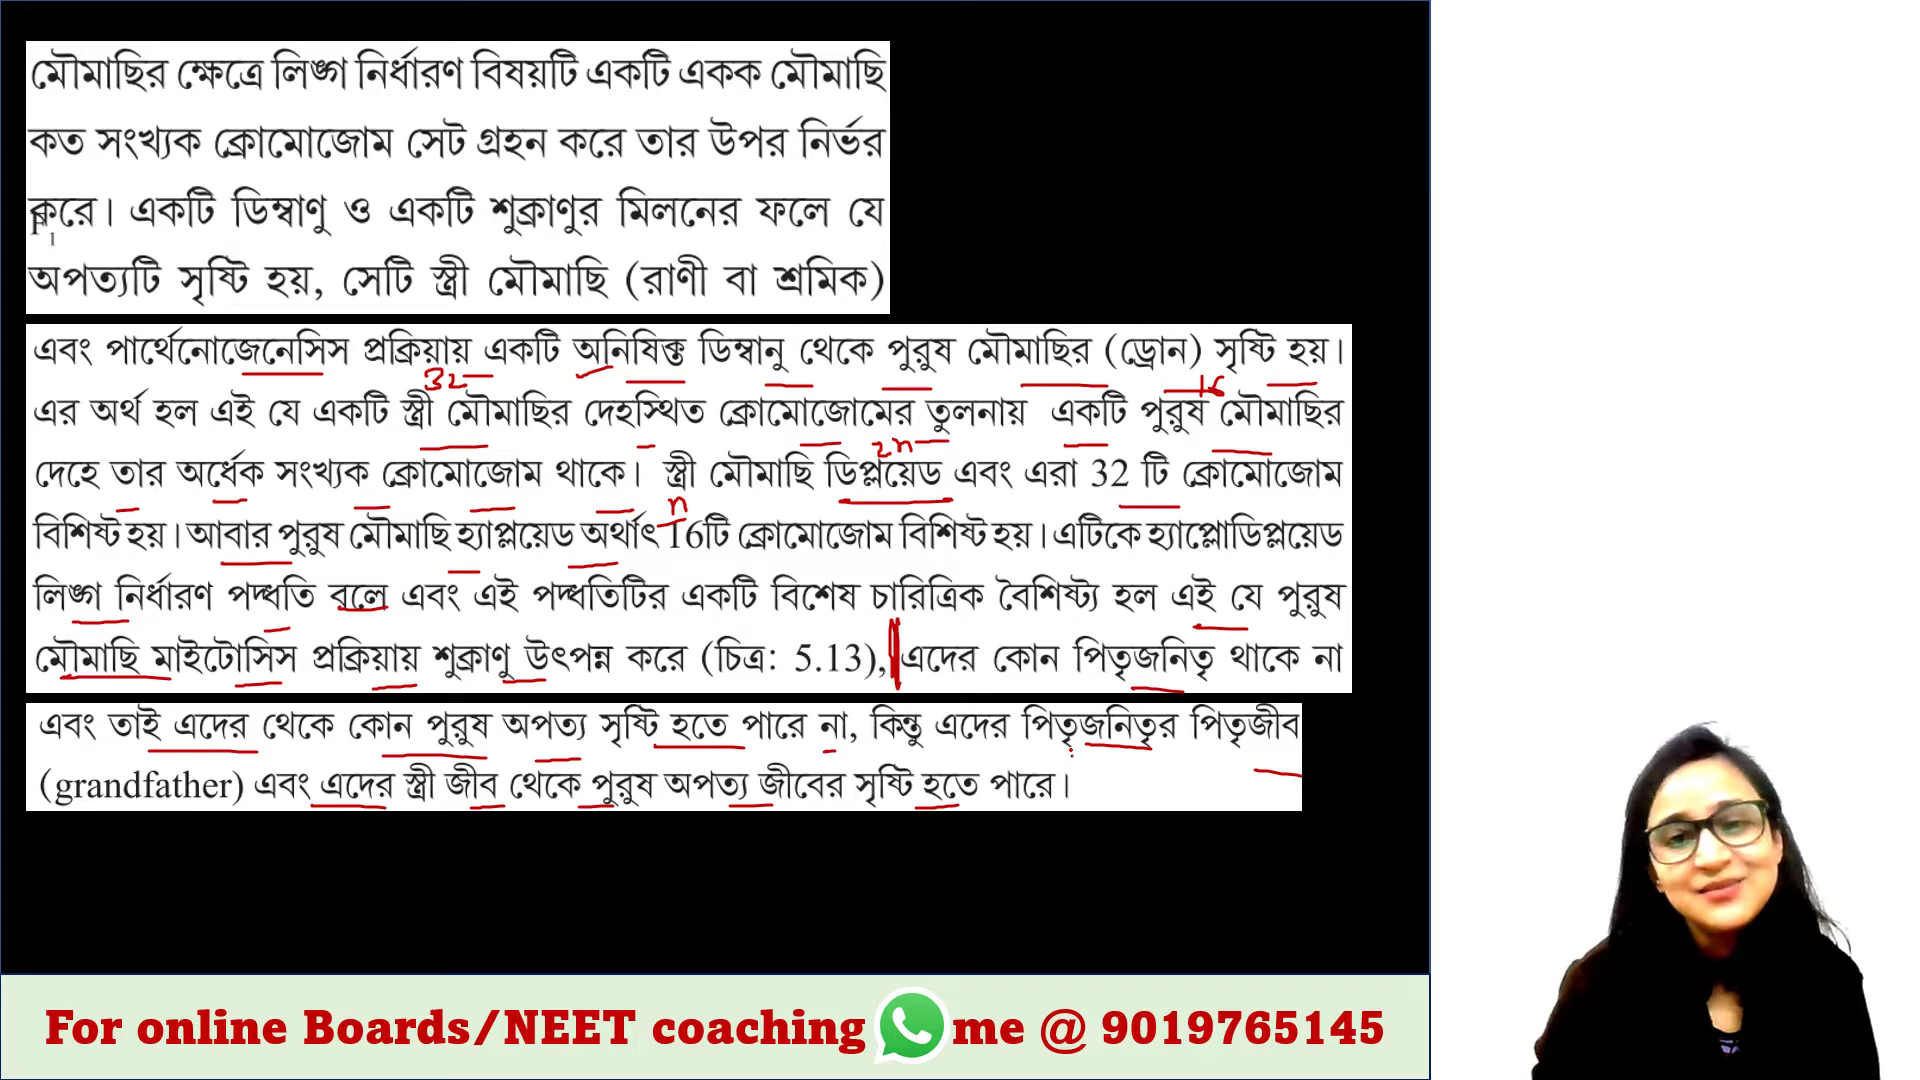 মৌমাছির ক্ষেত্রে লিঙ্গ নির্ধারণ বিষয়টি একটি একক মৌমাছি
কত সংখ্যক ক্রোমোজোম সেট গ্রহন করে তার উপর নির্ভর
করে। একটি ডিম্বাণু ও একটি শুক্রাণুর মিলনের ফলে যে
F₁
অপত্যটি সৃষ্টি হয়, সেটি স্ত্রী মৌমাছি (রাণী বা শ্রমিক)
এবং পার্থেনোজেনেসিস প্রক্রিয়ায় একটি অনিষিক্ত ডিম্বানু থেকে পুরুষ মৌমাছির (ড্রোন) সৃষ্টি হয়।
32 16
এর অর্থ হল এই যে একটি স্ত্রী মৌমাছির দেহস্থিত ক্রোমোজোমের তুলনায় একটি পুরুষ মৌমাছির
2n
দেহে তার অর্ধেক সংখ্যক ক্রোমোজোম থাকে। স্ত্রী মৌমাছি ডিপ্লয়েড এবং এরা 32 টি ক্রোমোজোম
n
বিশিষ্ট হয়। আবার পুরুষ মৌমাছি হ্যাপ্লয়েড অর্থাৎ 16টি ক্রোমোজোম বিশিষ্ট হয়। এটিকে হ্যাপ্লোডিপ্লয়েড
লিঙ্গ নির্ধারণ পদ্ধতি বলে এবং এই পদ্ধতিটির একটি বিশেষ চারিত্রিক বৈশিষ্ট্য হল এই যে পুরুষ
মৌমাছি মাইটোসিস প্রক্রিয়ায় শুক্রাণু উৎপন্ন করে (চিত্র: 5.13), এদের কোন পিতৃজনিতৃ থাকে না
এবং তাই এদের থেকে কোন পুরুষ অপত্য সৃষ্টি হতে পারে না, কিন্তু এদের পিতৃজনিতৃর পিতৃজীব
(grandfather) এবং এদের স্ত্রী জীব থেকে পুরুষ অপত্য জীবের সৃষ্টি হতে পারে।
For online Boards/NEET coaching me @ 9019765145